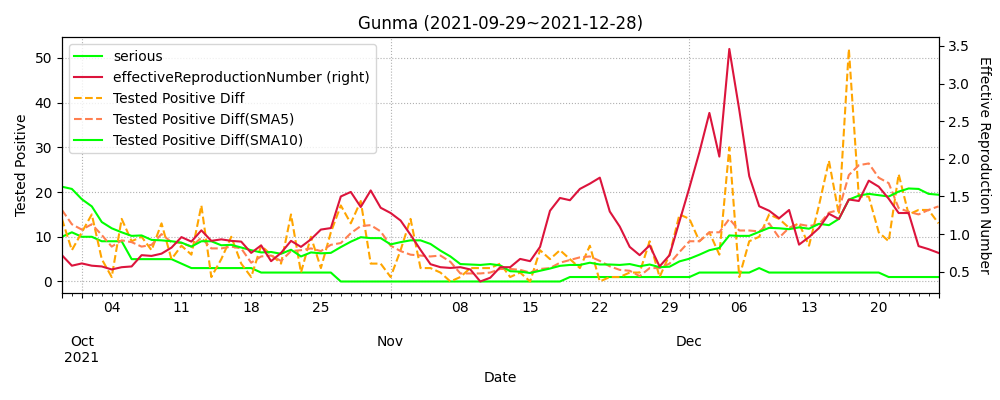 Gunma (2021-09-29~2021-12-28)
serious
effectiveReproductionNumber (right)
Tested Positive Diff
Tested Positive Diff(SMA5)
Tested Positive Diff(SMA10)
Tested Positive
50
40
30
20
10
0
3.5
3.0
2.5
2.0
1.5
1.0
0.5
Effective Reproduction Number
04 11 18 25 08 15 22 29 06 13 20
Oct Nov Dec
2021
Date